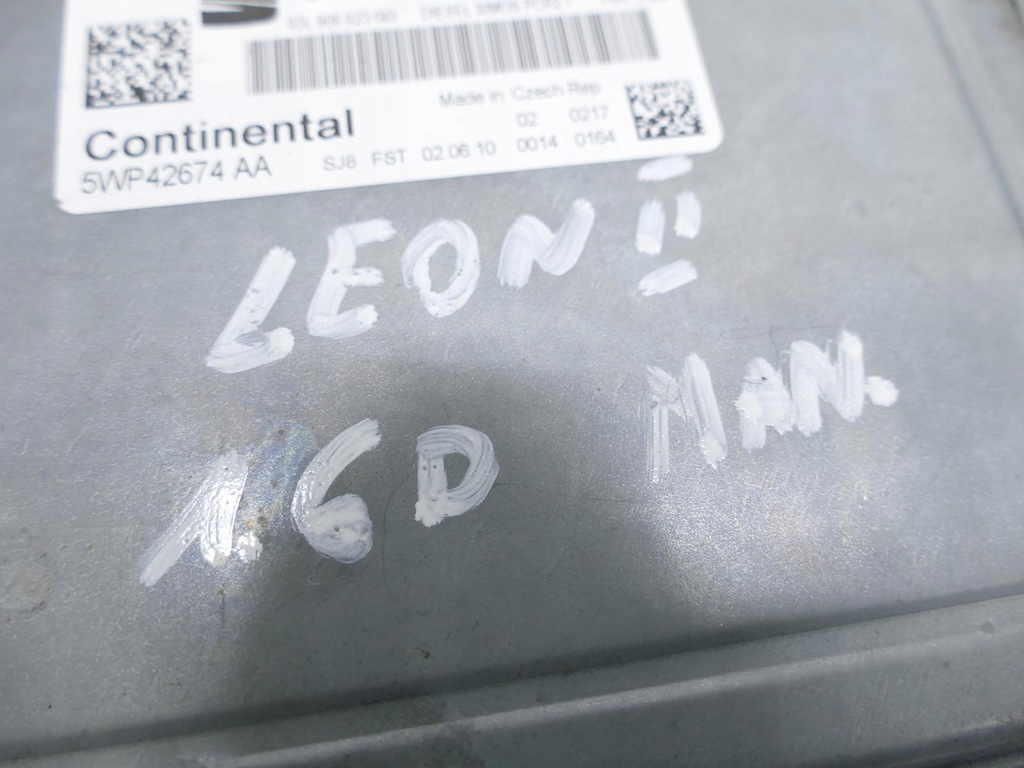 Made in Czech Rep
Continental
02 0217
5WP42674 AA
SJ8 FST 02.06.10 0014 0164
LEON II
1.6D MAN.